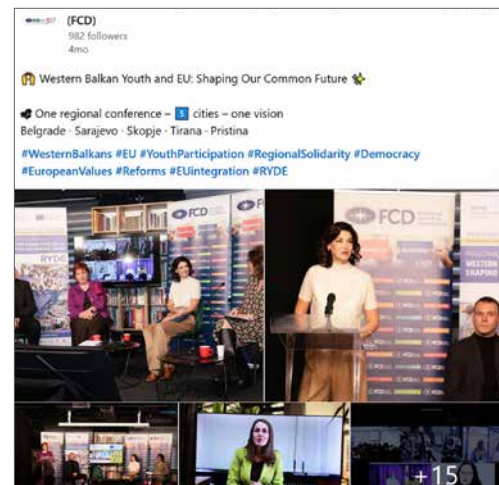 (FCD)
982 followers
4mo
🙋 Western Balkan Youth and EU: Shaping Our Common Future
One regional conference – 5️⃣ cities – one vision
Belgrade · Sarajevo · Skopje · Tirana · Pristina
#WesternBalkans #EU #YouthParticipation #RegionalSolidarity #Democracy
#EuropeanValues #Reforms #EUintegration #RYDE
RYDE
FCD
FCD
WESTERN
SHAPING
+15